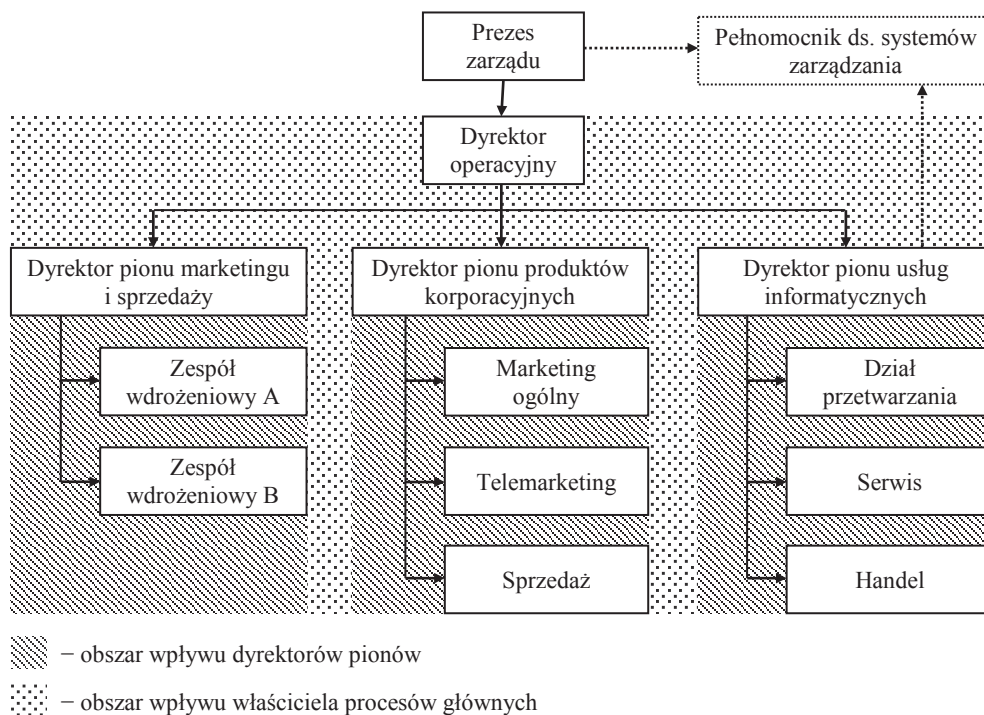 Prezes
zarządu
Pełnomocnik ds. systemów
zarządzania
Dyrektor
operacyjny
Dyrektor pionu marketingu
i sprzedaży
Dyrektor pionu produktów
korporacyjnych
Dyrektor pionu usług
informatycznych
Zespół
wdrożeniowy A
Marketing
ogólny
Dział
przetwarzania
Zespół
wdrożeniowy B
Telemarketing
Serwis
Sprzedaż
Handel
− obszar wpływu dyrektorów pionów
− obszar wpływu właściciela procesów głównych